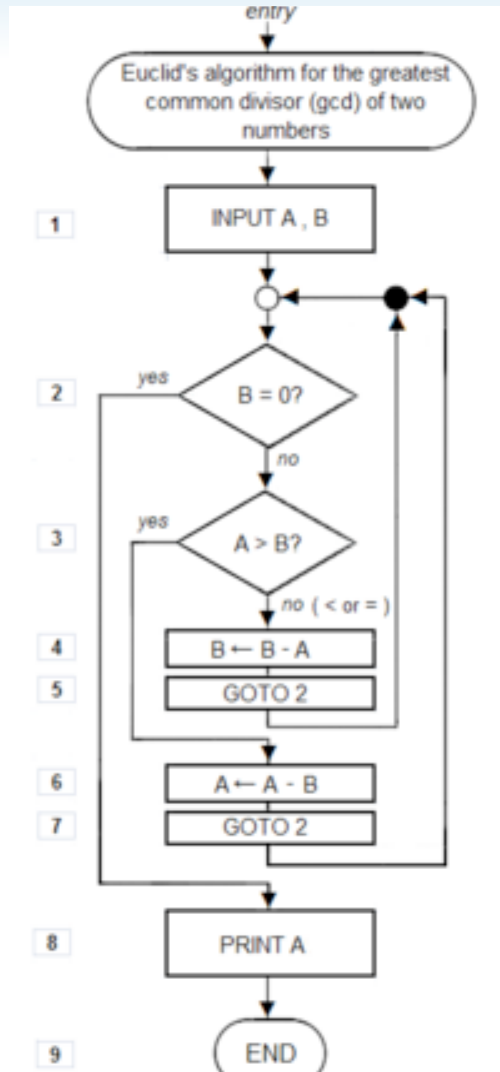 entry
Euclid's algorithm for the greatest
common divisor (gcd) of two
numbers
1
INPUT A , B
yes
2
B = 0?
no
yes
3
A > B?
no ( < or = )
4
B ← B - A
5
GOTO 2
6
A ← A - B
7
GOTO 2
8
PRINT A
9
END